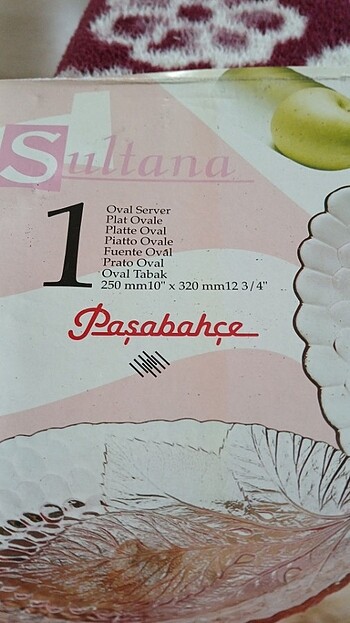 Sultana
1
Oval Server
Plat Ovale
Platte Oval
Piatto Ovale
Fuente Ovál
Prato Oval
Oval Tabak
250 mm10" x 320 mm12 3/4"
Paşabahçe